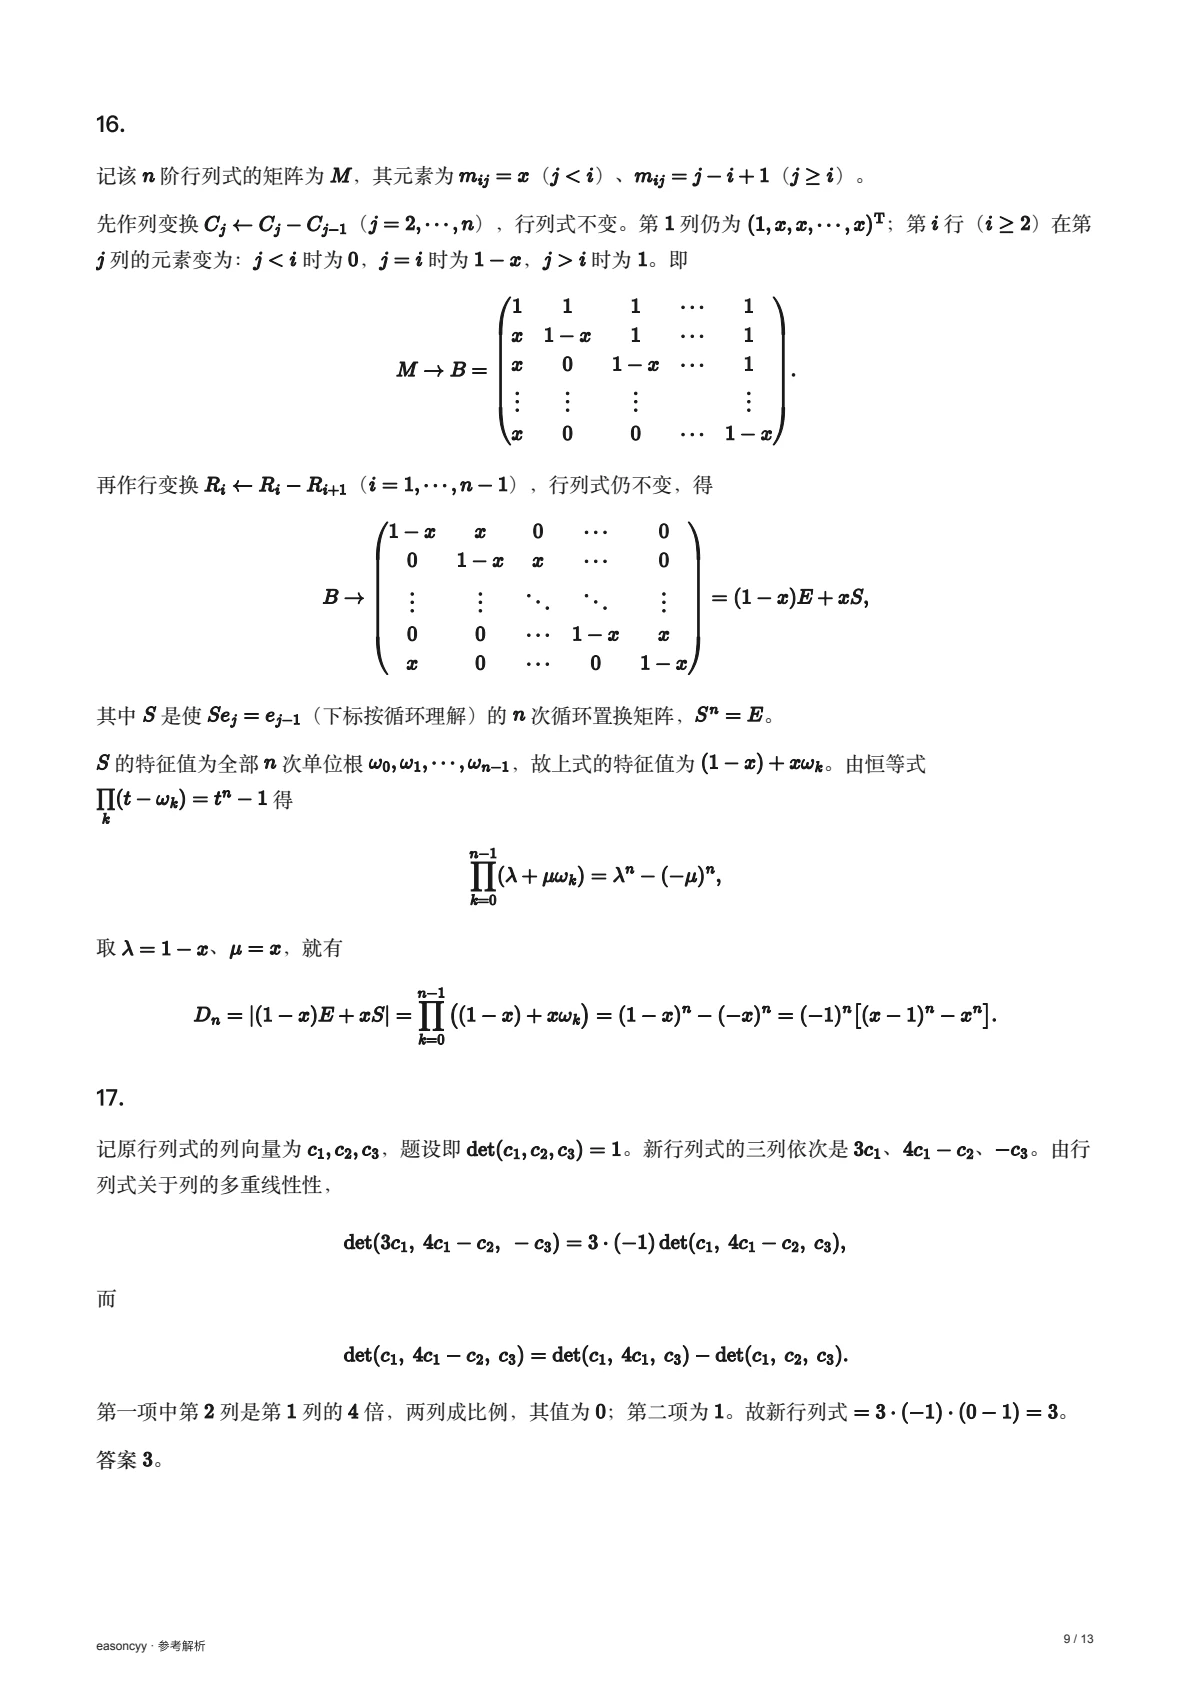 16.
记该 n 阶行列式的矩阵为 M，其元素为 m_{ij} = x（j < i）、m_{ij} = j − i + 1（j ≥ i）。
先作列变换 C_j ← C_j − C_{j−1}（j = 2, ⋯, n），行列式不变。第 1 列仍为 (1, x, x, ⋯, x)^T；第 i 行（i ≥ 2）在第
j 列的元素变为：j < i 时为 0，j = i 时为 1 − x，j > i 时为 1。即
M → B = ( 1 1 1 ⋯ 1
x 1 − x 1 ⋯ 1
x 0 1 − x ⋯ 1
⋮ ⋮ ⋮ ⋮
x 0 0 ⋯ 1 − x ) .
再作行变换 R_i ← R_i − R_{i+1}（i = 1, ⋯, n − 1），行列式仍不变，得
B → ( 1 − x x 0 ⋯ 0
0 1 − x x ⋯ 0
⋮ ⋮ ⋱ ⋱ ⋮
0 0 ⋯ 1 − x x
x 0 ⋯ 0 1 − x ) = (1 − x)E + xS,
其中 S 是使 Se_j = e_{j−1}（下标按循环理解）的 n 次循环置换矩阵，S^n = E。
S 的特征值为全部 n 次单位根 ω_0, ω_1, ⋯, ω_{n−1}，故上式的特征值为 (1 − x) + xω_k。由恒等式
∏_k (t − ω_k) = t^n − 1 得
∏_{k=0}^{n−1} (λ + μω_k) = λ^n − (−μ)^n,
取 λ = 1 − x、μ = x，就有
D_n = |(1 − x)E + xS| = ∏_{k=0}^{n−1} ((1 − x) + xω_k) = (1 − x)^n − (−x)^n = (−1)^n [(x − 1)^n − x^n].
17.
记原行列式的列向量为 c_1, c_2, c_3，题设即 det(c_1, c_2, c_3) = 1。新行列式的三列依次是 3c_1、4c_1 − c_2、−c_3。由行
列式关于列的多重线性性，
det(3c_1, 4c_1 − c_2, − c_3) = 3 · (−1) det(c_1, 4c_1 − c_2, c_3),
而
det(c_1, 4c_1 − c_2, c_3) = det(c_1, 4c_1, c_3) − det(c_1, c_2, c_3).
第一项中第 2 列是第 1 列的 4 倍，两列成比例，其值为 0；第二项为 1。故新行列式 = 3 · (−1) · (0 − 1) = 3。
答案 3。
easoncyy · 参考解析
9 / 13